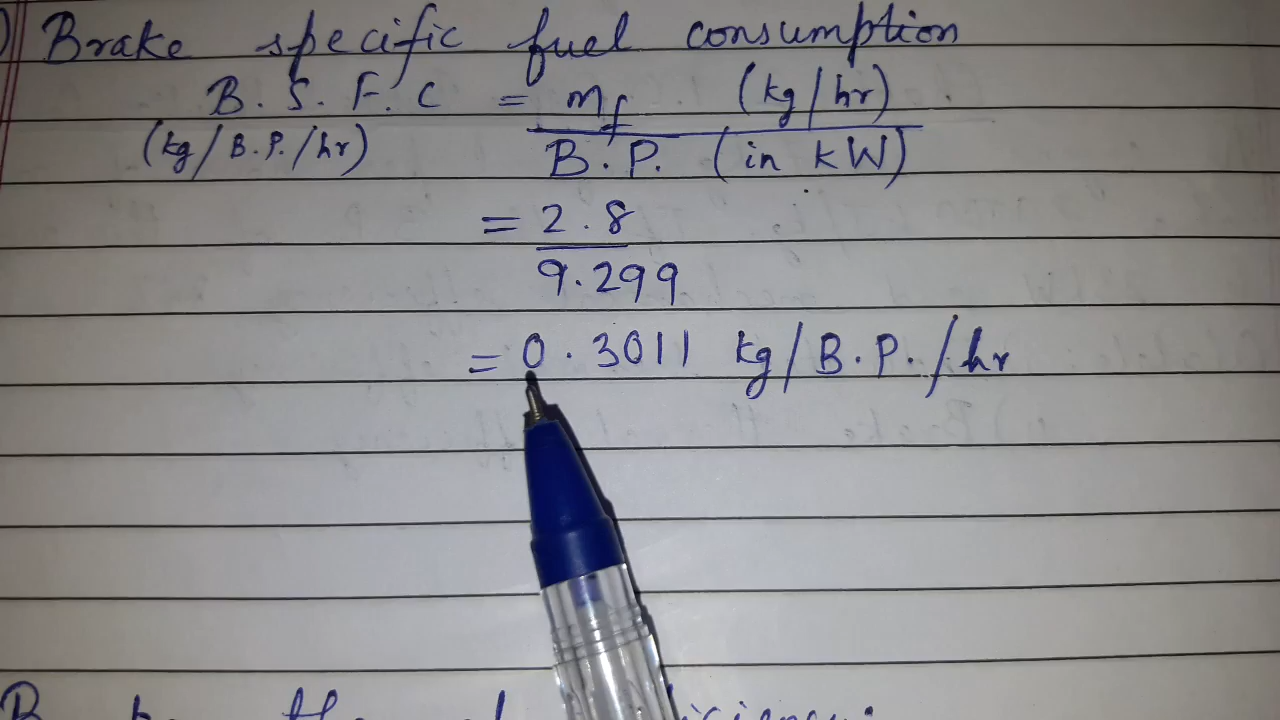 ) Brake specific fuel consumption
B.S.F.C = mf (kg/hr)
(kg/B.P./hr) B.P. (in kW)
= 2.8
9.299
= 0.3011 kg/B.P./hr